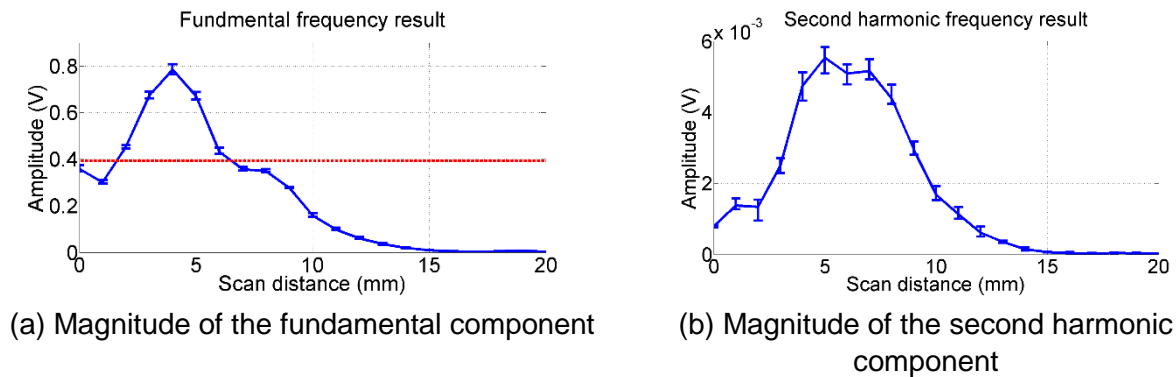 Fundmental frequency result
Amplitude (V)
0.8
0.6
0.4
0.2
0
0 5 10 15 20
Scan distance (mm)
(a) Magnitude of the fundamental component
Second harmonic frequency result
x 10⁻³
Amplitude (V)
6
4
2
0
0 5 10 15 20
Scan distance (mm)
(b) Magnitude of the second harmonic
component